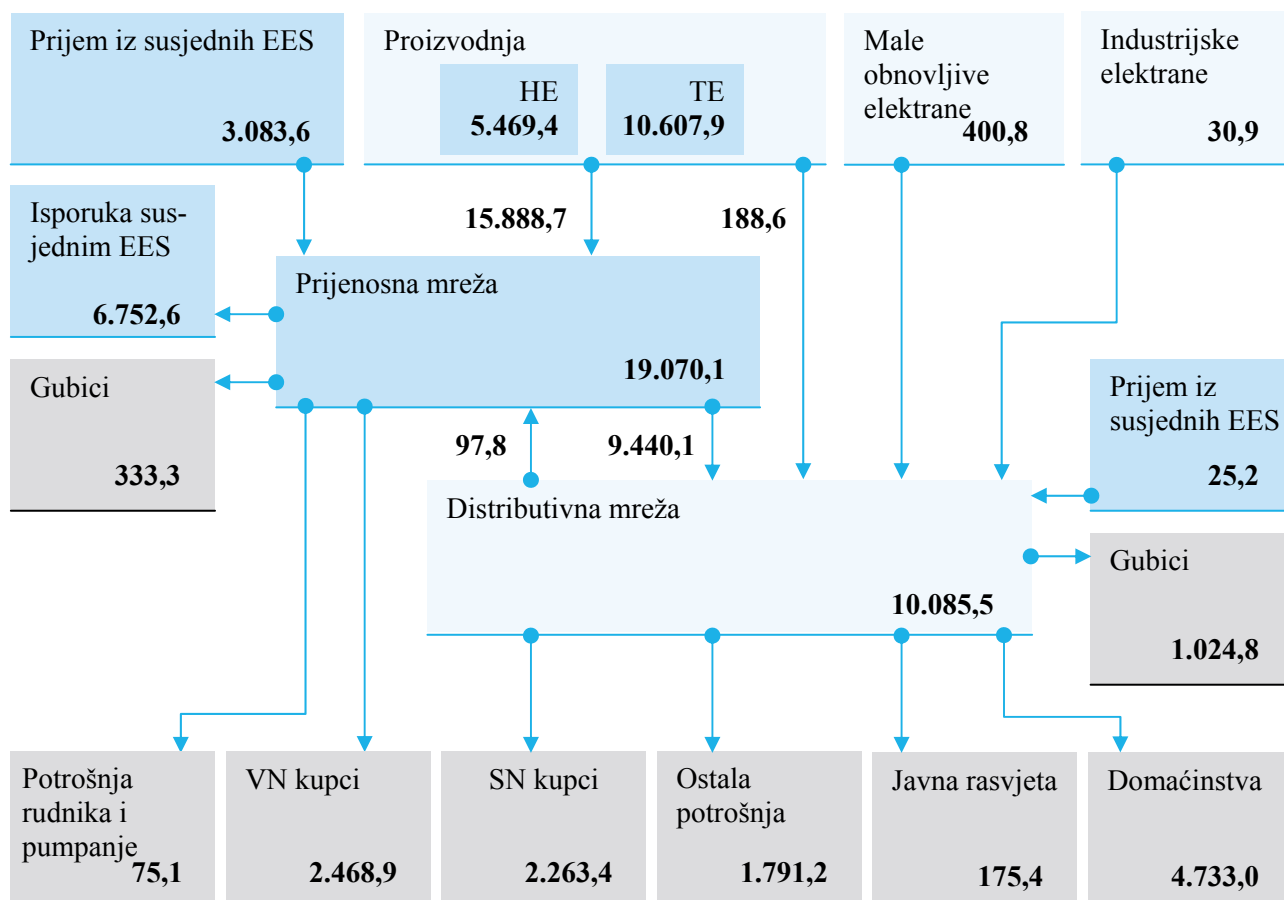 Prijem iz susjednih EES
3.083,6
Proizvodnja
HE
5.469,4
TE
10.607,9
Male
obnovljive
elektrane
400,8
Industrijske
elektrane
30,9
15.888,7
188,6
Isporuka sus-
jednim EES
6.752,6
Prijenosna mreža
19.070,1
Gubici
333,3
97,8
9.440,1
Prijem iz
susjednih EES
25,2
Distributivna mreža
10.085,5
Gubici
1.024,8
Potrošnja
rudnika i
pumpanje
75,1
VN kupci
2.468,9
SN kupci
2.263,4
Ostala
potrošnja
1.791,2
Javna rasvjeta
175,4
Domaćinstva
4.733,0